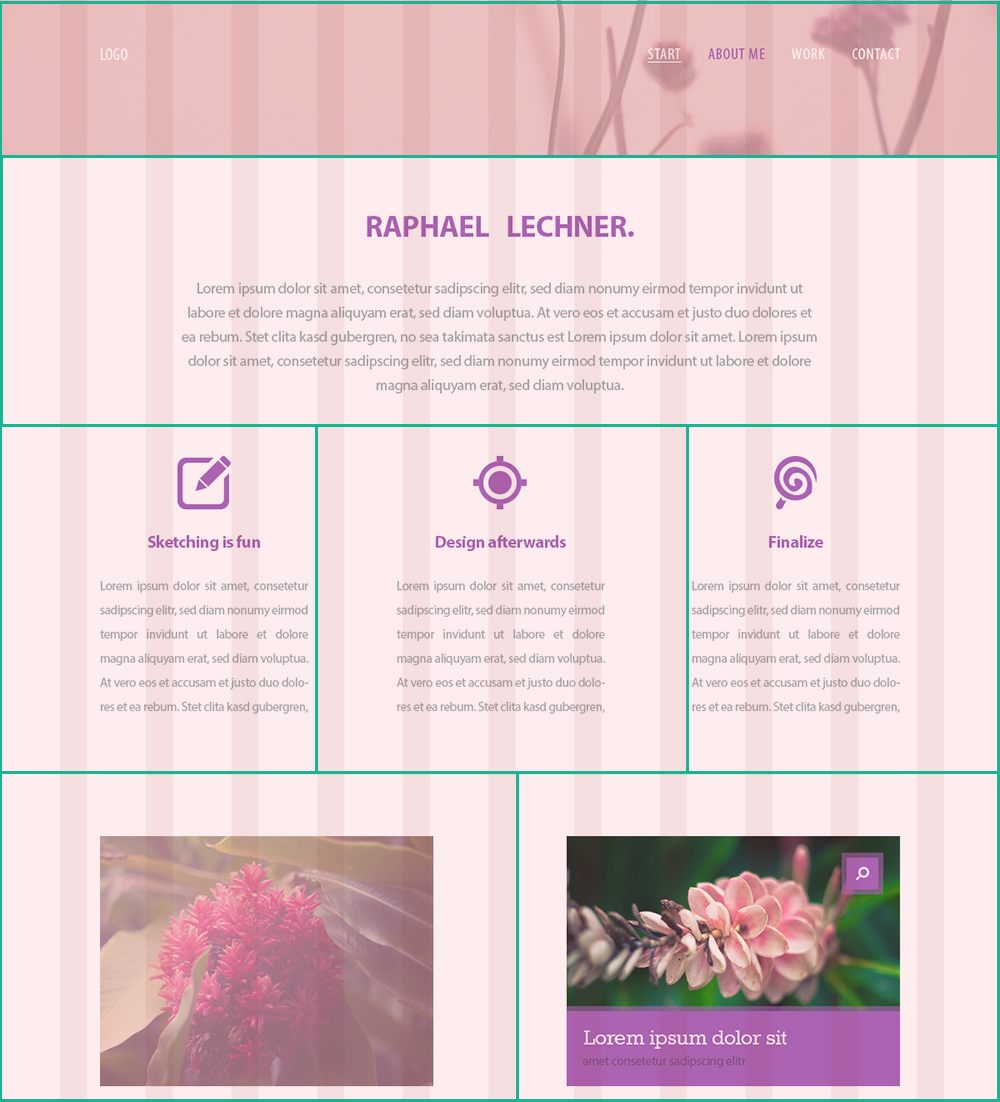 LOGO START ABOUT ME WORK CONTACT
RAPHAEL LECHNER.
Lorem ipsum dolor sit amet, consetetur sadipscing elitr, sed diam nonumy eirmod tempor invidunt ut
labore et dolore magna aliquyam erat, sed diam voluptua. At vero eos et accusam et justo duo dolores et
ea rebum. Stet clita kasd gubergren, no sea takimata sanctus est Lorem ipsum dolor sit amet. Lorem ipsum
dolor sit amet, consetetur sadipscing elitr, sed diam nonumy eirmod tempor invidunt ut labore et dolore
magna aliquyam erat, sed diam voluptua.
Sketching is fun
Lorem ipsum dolor sit amet, consetetur
sadipscing elitr, sed diam nonumy eirmod
tempor invidunt ut labore et dolore
magna aliquyam erat, sed diam voluptua.
At vero eos et accusam et justo duo dolo-
res et ea rebum. Stet clita kasd gubergren,
Design afterwards
Lorem ipsum dolor sit amet, consetetur
sadipscing elitr, sed diam nonumy eirmod
tempor invidunt ut labore et dolore
magna aliquyam erat, sed diam voluptua.
At vero eos et accusam et justo duo dolo-
res et ea rebum. Stet clita kasd gubergren,
Finalize
Lorem ipsum dolor sit amet, consetetur
sadipscing elitr, sed diam nonumy eirmod
tempor invidunt ut labore et dolore
magna aliquyam erat, sed diam voluptua.
At vero eos et accusam et justo duo dolo-
res et ea rebum. Stet clita kasd gubergren,
Lorem ipsum dolor sit
amet consetetur sadipscing elitr